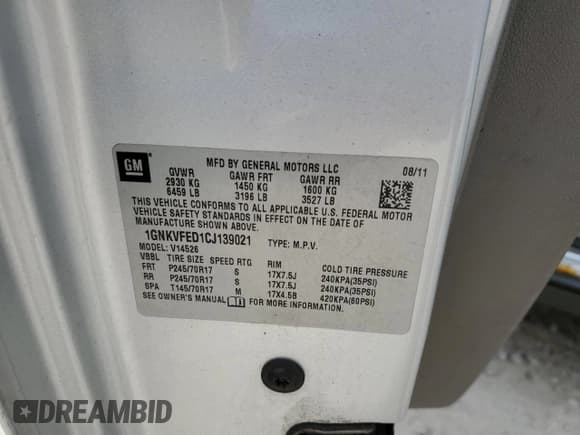 GM
MFD BY GENERAL MOTORS LLC
08/11
GVWR GAWR FRT GAWR RR
2930 KG 1450 KG 1600 KG
6459 LB 3196 LB 3527 LB
THIS VEHICLE CONFORMS TO ALL APPLICABLE U.S. FEDERAL MOTOR
VEHICLE SAFETY STANDARDS IN EFFECT ON THE DATE OF
MANUFACTURE SHOWN ABOVE.
1GNKVFED1CJ139021 TYPE: M.P.V.
MODEL: V14526
VBBL TIRE SIZE SPEED RTG RIM COLD TIRE PRESSURE
FRT P245/70R17 S 17X7.5J 240KPA(35PSI)
RR P245/70R17 S 17X7.5J 240KPA(35PSI)
SPA T145/70R17 M 17X4.5B 420KPA(60PSI)
SEE OWNER'S MANUAL FOR MORE INFORMATION.
DREAMBID